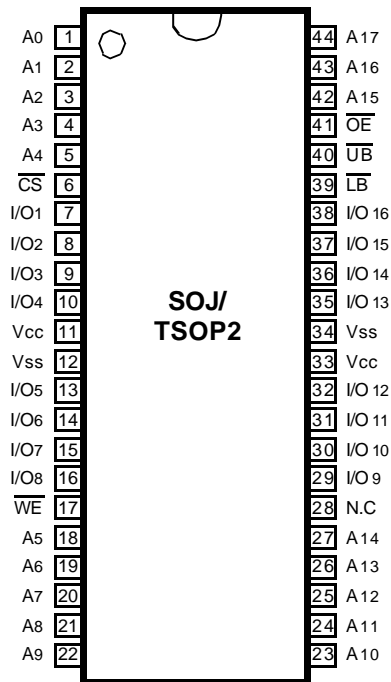 A0 1 44 A17
A1 2 43 A16
A2 3 42 A15
A3 4 41 OE
A4 5 40 UB
CS 6 39 LB
I/O1 7 38 I/O 16
I/O2 8 37 I/O 15
I/O3 9 36 I/O 14
I/O4 10 SOJ/ 35 I/O 13
Vcc 11 TSOP2 34 Vss
Vss 12 33 Vcc
I/O5 13 32 I/O 12
I/O6 14 31 I/O 11
I/O7 15 30 I/O 10
I/O8 16 29 I/O 9
WE 17 28 N.C
A5 18 27 A14
A6 19 26 A13
A7 20 25 A12
A8 21 24 A11
A9 22 23 A10